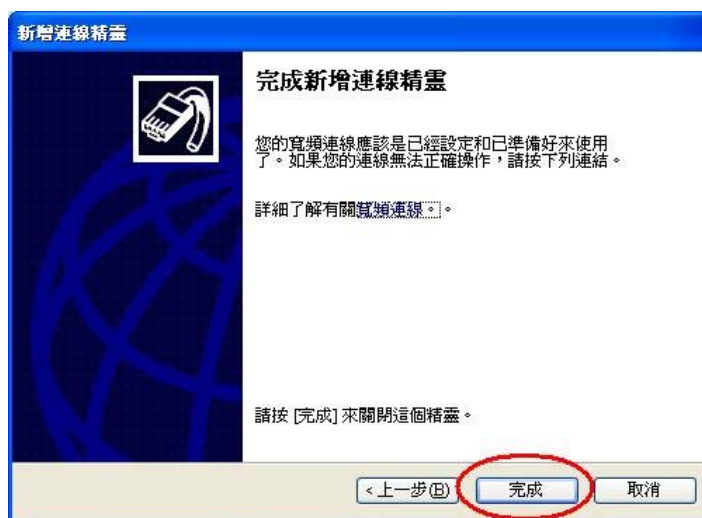 新增連線精靈
完成新增連線精靈
您的寬頻連線應該是已經設定和已準備好來使用
了。如果您的連線無法正確操作，請按下列連結。
詳細了解有關寬頻連線。。
請按 [完成] 來關閉這個精靈。
<上一步(B)
完成
取消